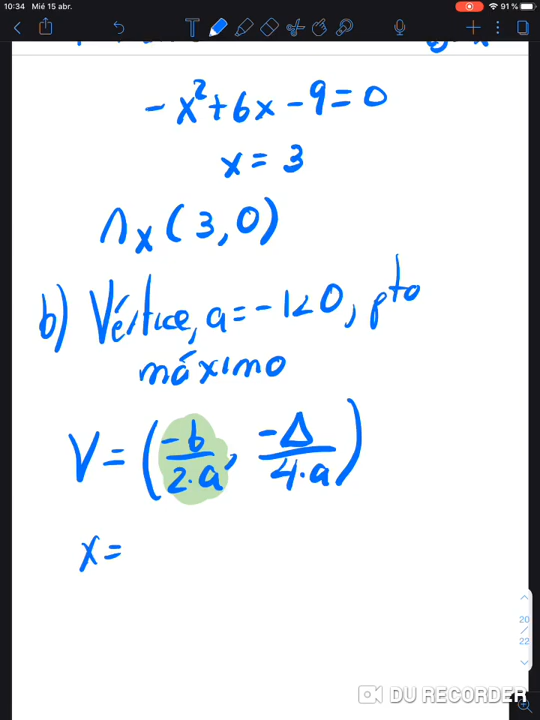 10:34 Mié 15 abr.
91 %
-x²+6x-9=0
x=3
∩x(3,0)
b) Vértice, a=-1<0, pto
máximo
V=(-b/2·a, -Δ/4·a)
x=
20
/
22
DU RECORDER